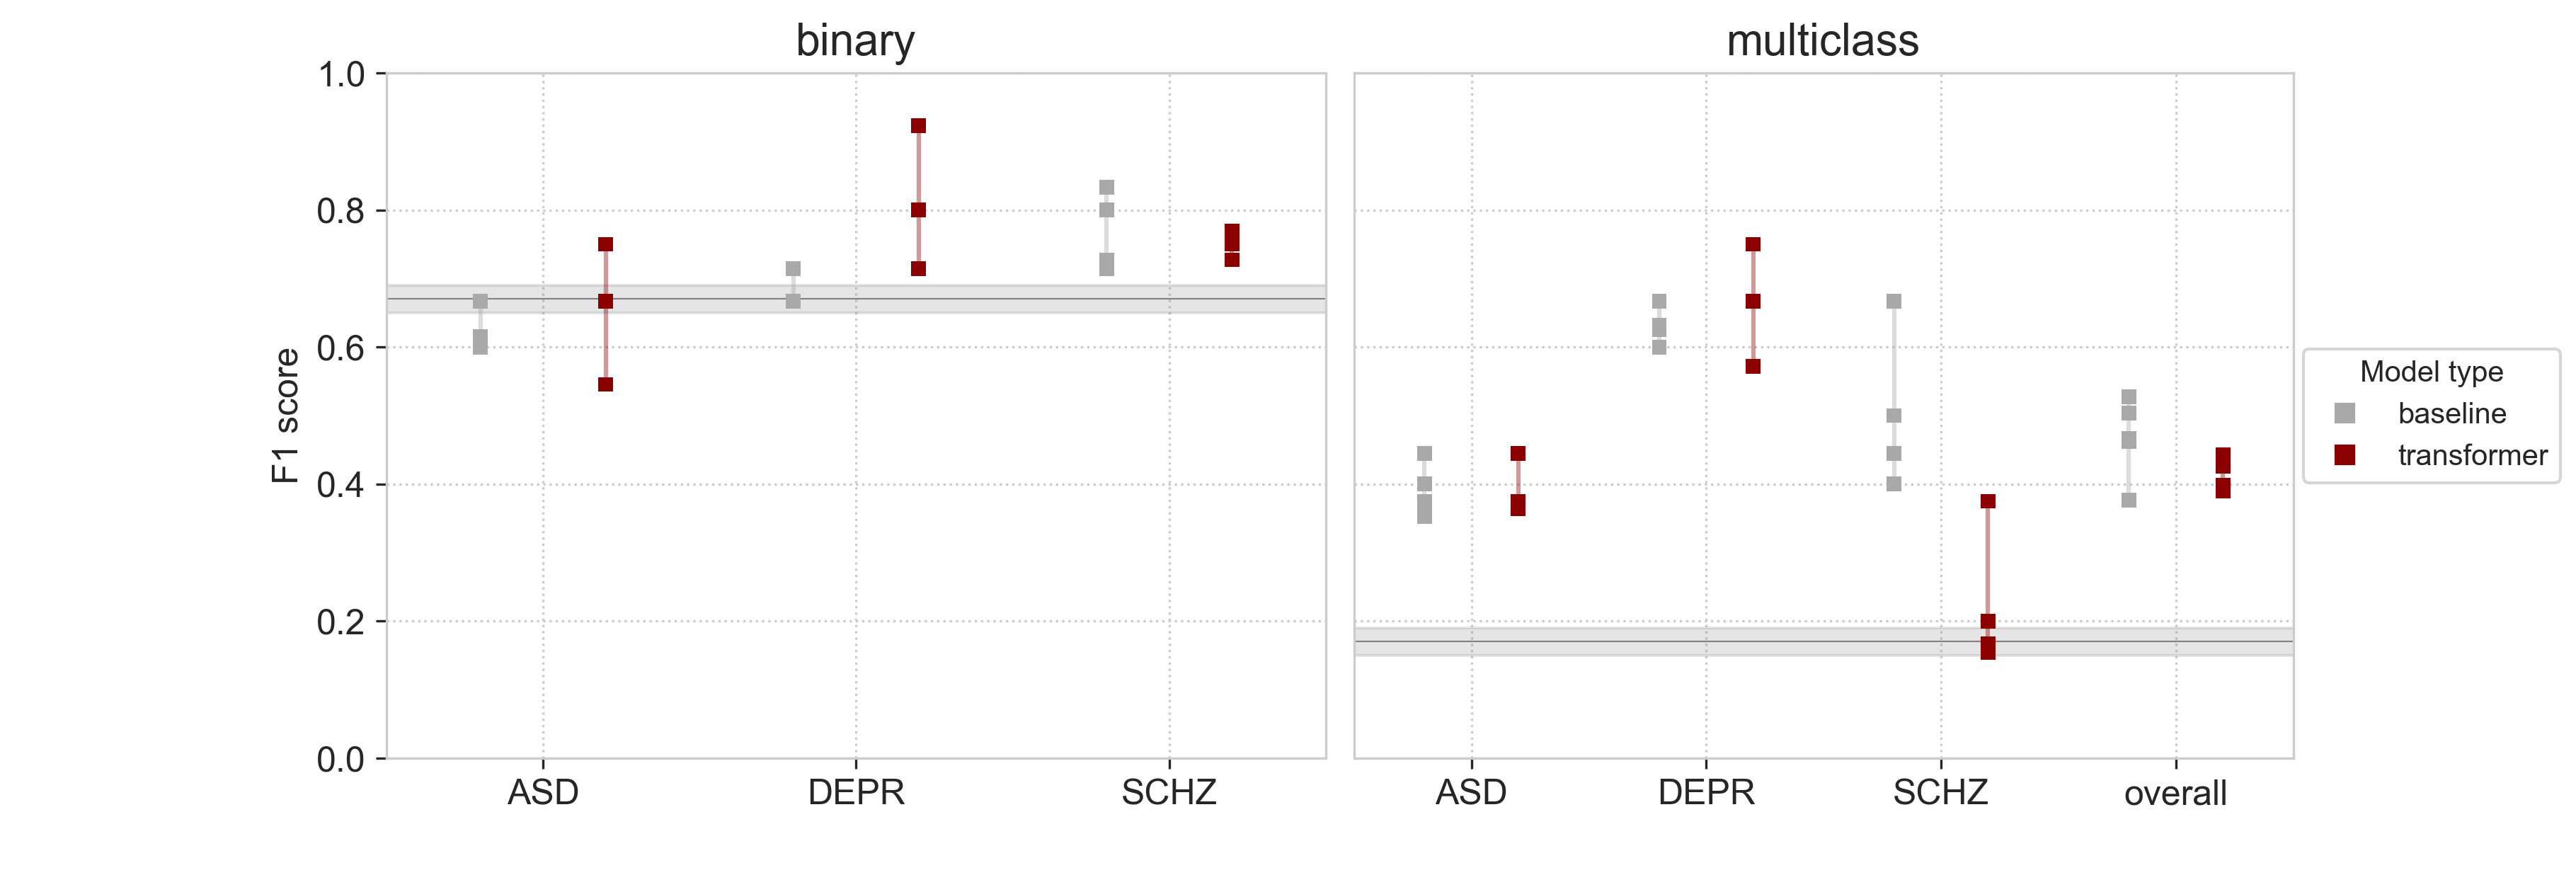 binary
multiclass
1.0
0.8
0.6
0.4
0.2
0.0
F1 score
ASD
DEPR
SCHZ
ASD
DEPR
SCHZ
overall
Model type
baseline
transformer